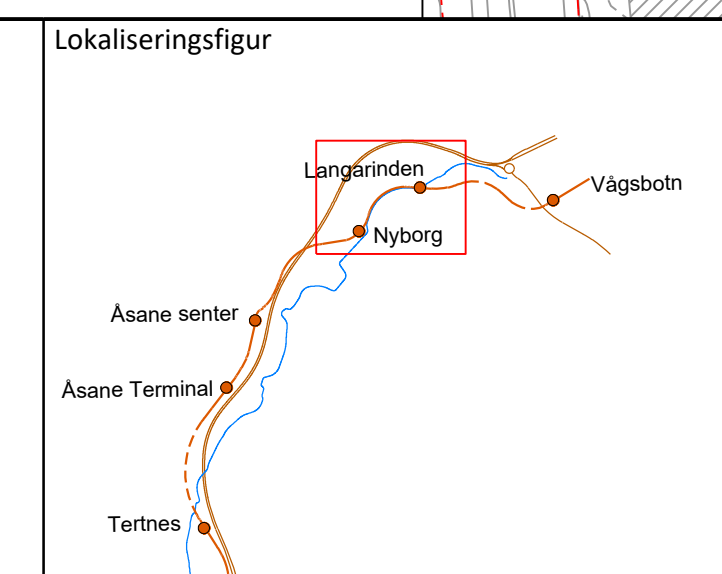 Lokaliseringsfigur
Langarinden
Vågsbotn
Nyborg
Åsane senter
Åsane Terminal
Tertnes